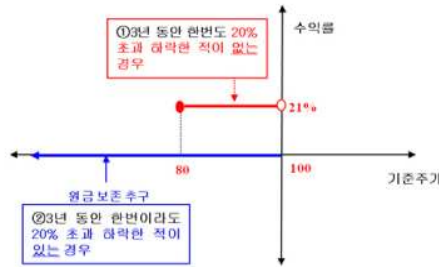 ①3년 동안 한번도 20%
초과 하락한 적이 없는
경우
수익률
21%
80
100
기준주가
원금 보존 추구
②3년 동안 한번이라도
20% 초과 하락한 적이
있는 경우